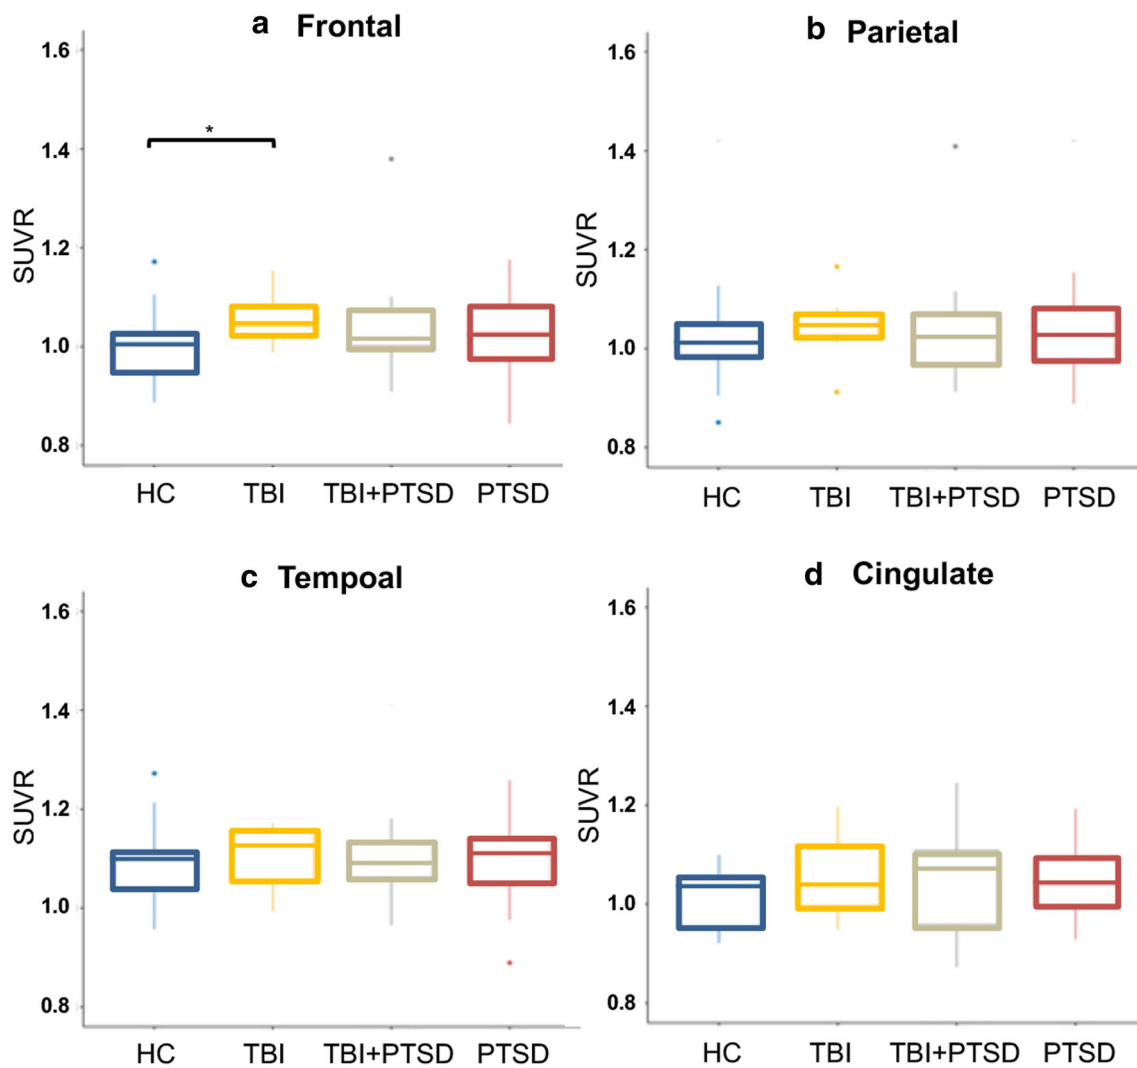 a Frontal
1.6
*
1.4
1.2
1.0
0.8
SUVR
HC TBI TBI+PTSD PTSD
b Parietal
1.6
1.4
1.2
1.0
0.8
SUVR
HC TBI TBI+PTSD PTSD
c Tempoal
1.6
1.4
1.2
1.0
0.8
SUVR
HC TBI TBI+PTSD PTSD
d Cingulate
1.6
1.4
1.2
1.0
0.8
SUVR
HC TBI TBI+PTSD PTSD